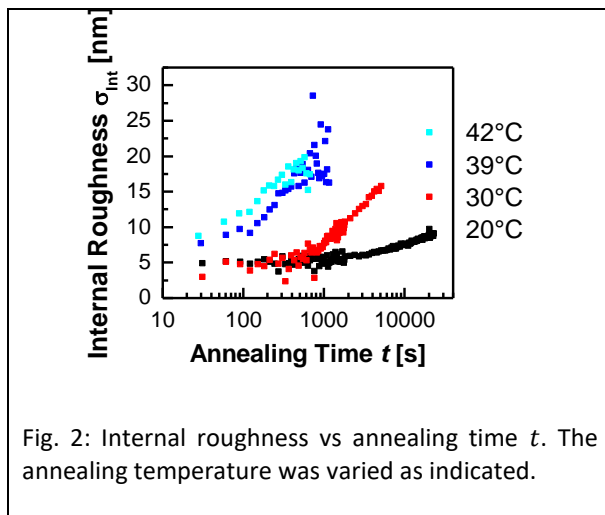 Internal Roughness σInt [nm]
30
25
20
15
10
5
0
10 100 1000 10000
Annealing Time t [s]
42°C
39°C
30°C
20°C
Fig. 2: Internal roughness vs annealing time t. The
annealing temperature was varied as indicated.